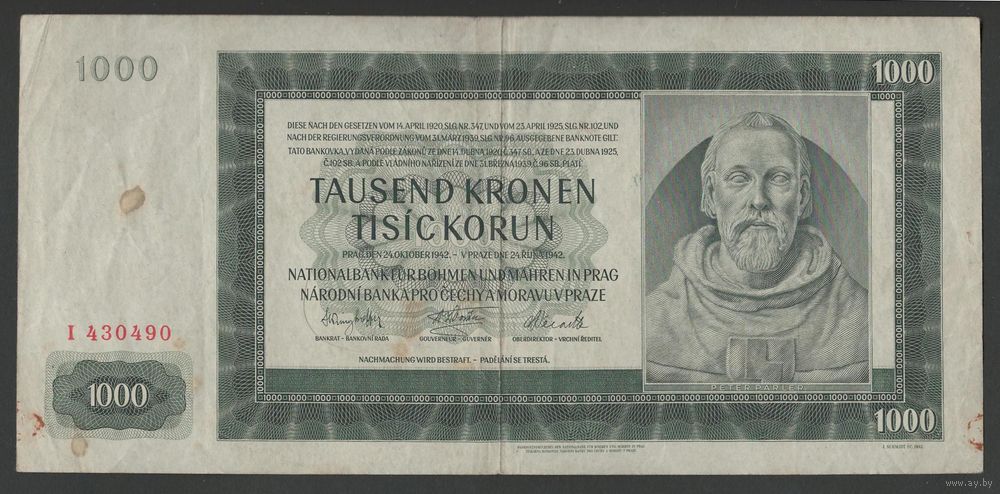 1000
1000
DIESE NACH DEN GESETZEN VOM 14. APRIL 1920, SLG. NR. 347, UND VOM 23. APRIL 1925, SLG. NR. 102, UND
NACH DER REGIERUNGSVERORDNUNG VOM 31. MÄRZ 1939, SLG. NR. 96, AUSGEGEBENE BANKNOTE GILT.
TATO BANKOVKA, VYDANÁ PODLE ZÁKONŮ ZE DNE 14. DUBNA 1920, Č. 347 SB., A ZE DNE 23. DUBNA 1925,
Č. 102 SB., A PODLE VLÁDNÍHO NAŘÍZENÍ ZE DNE 31. BŘEZNA 1939, Č. 96 SB., PLATÍ
TAUSEND KRONEN
TISÍC KORUN
PRAG, DEN 24. OKTOBER 1942. – V PRAZE DNE 24. ŘÍJNA 1942.
NATIONALBANK FÜR BÖHMEN UND MÄHREN IN PRAG
NÁRODNÍ BANKA PRO ČECHY A MORAVU V PRAZE
I 430490
BANKRAT – BANKOVNÍ RADA
GOUVERNEUR – GUVERNÉR
OBERDIREKTOR – VRCHNÍ ŘEDITEL
NACHMACHUNG WIRD BESTRAFT. – PADĚLÁNÍ SE TRESTÁ.
PETER PARLER
1000
1000
www.ay.by